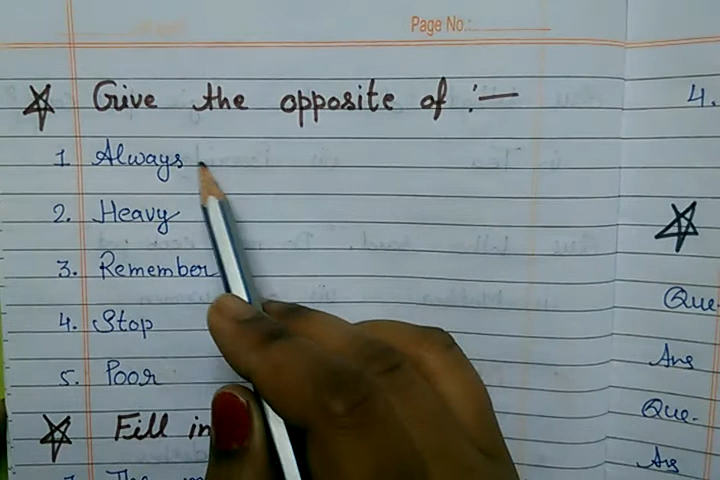 Page No.:
Give the opposite of :-
1. Always
2. Heavy
3. Remember
4. Stop
5. Poor
Fill in
4.
Que.
Ans
Que.
Ans